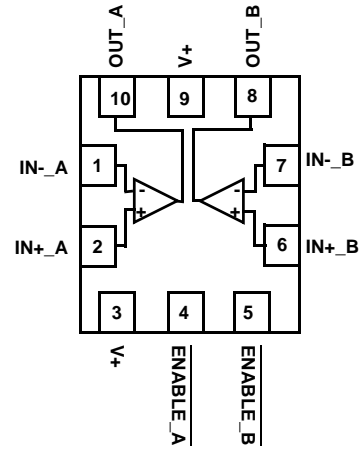 OUT_A
V+
OUT_B
10
9
8
IN-_A
1
7
IN-_B
-
-
+
+
IN+_A
2
6
IN+_B
3
4
5
V+
ENABLE_A
ENABLE_B